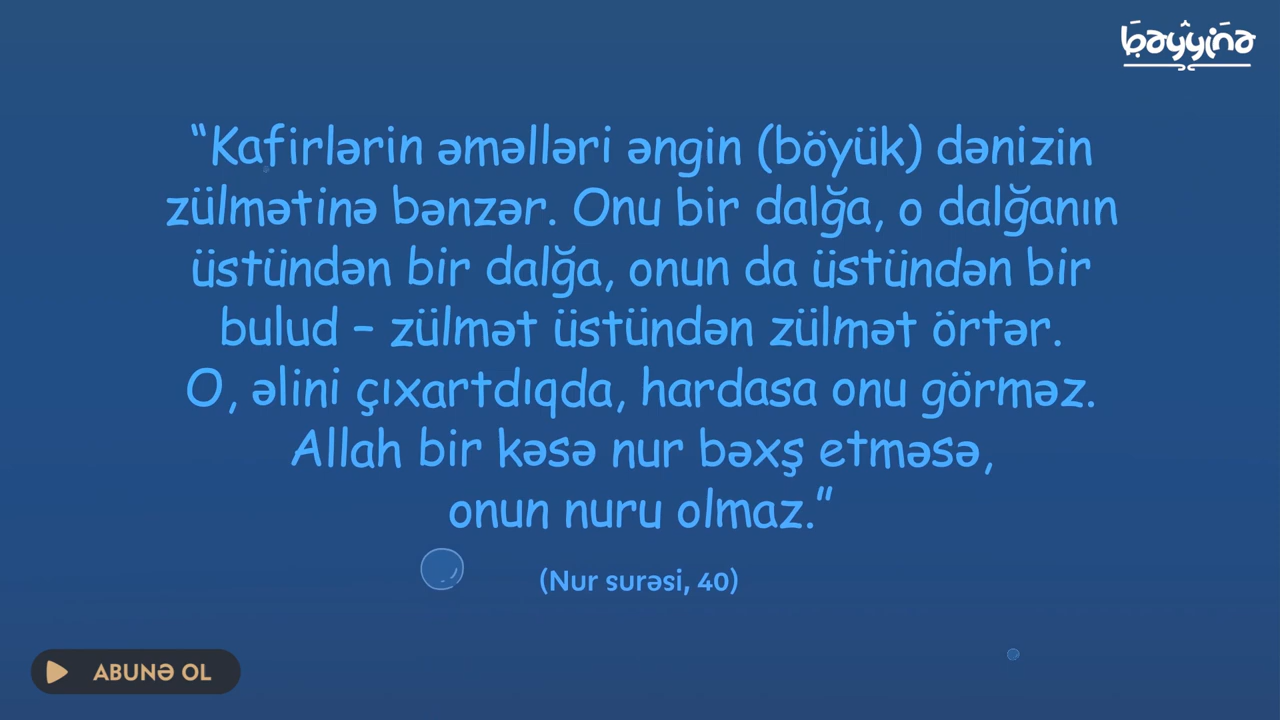 bəyyinə
“Kafirlərin əməlləri əngin (böyük) dənizin
zülmətinə bənzər. Onu bir dalğa, o dalğanın
üstündən bir dalğa, onun da üstündən bir
bulud – zülmət üstündən zülmət örtər.
O, əlini çıxartdıqda, hardasa onu görməz.
Allah bir kəsə nur bəxş etməsə,
onun nuru olmaz.”
(Nur surəsi, 40)
ABUNƏ OL